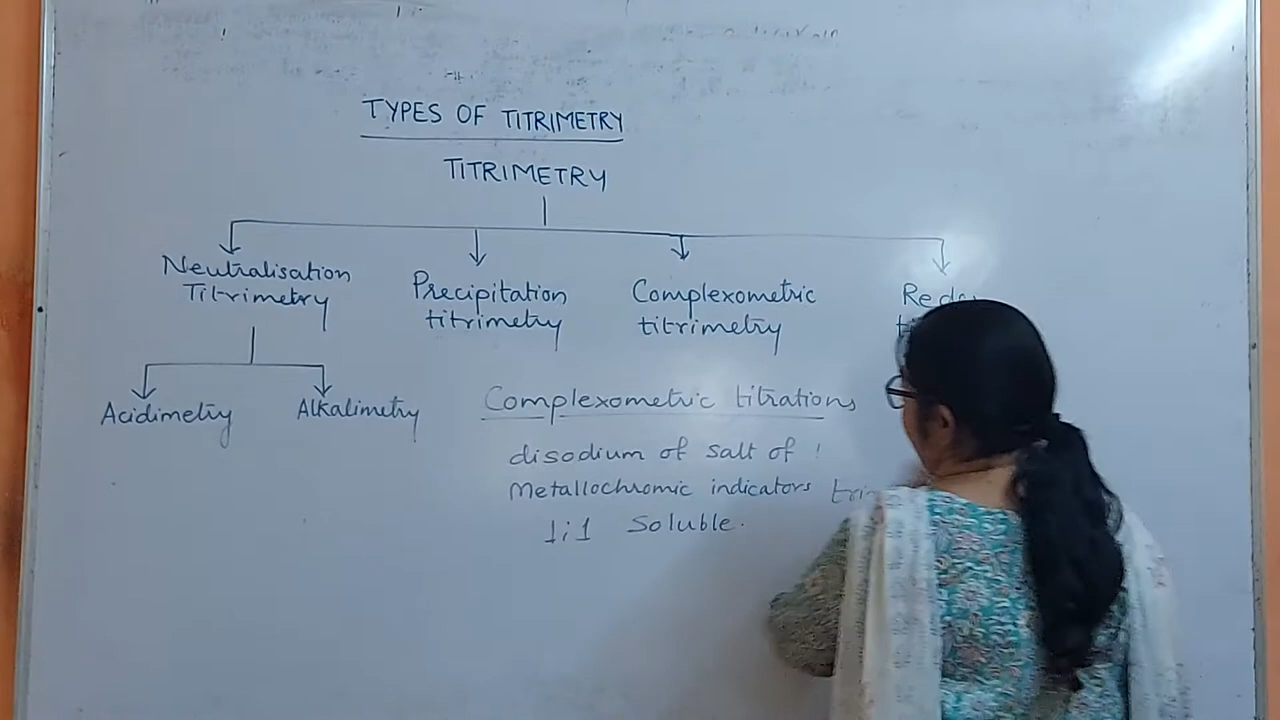 TYPES OF TITRIMETRY
TITRIMETRY
Neutralisation Titrimetry
Precipitation titrimetry
Complexometric titrimetry
Acidimetry
Alkalimetry
Complexometric titrations
disodium of salt of
Metallochromic indicators
1:1 Soluble.